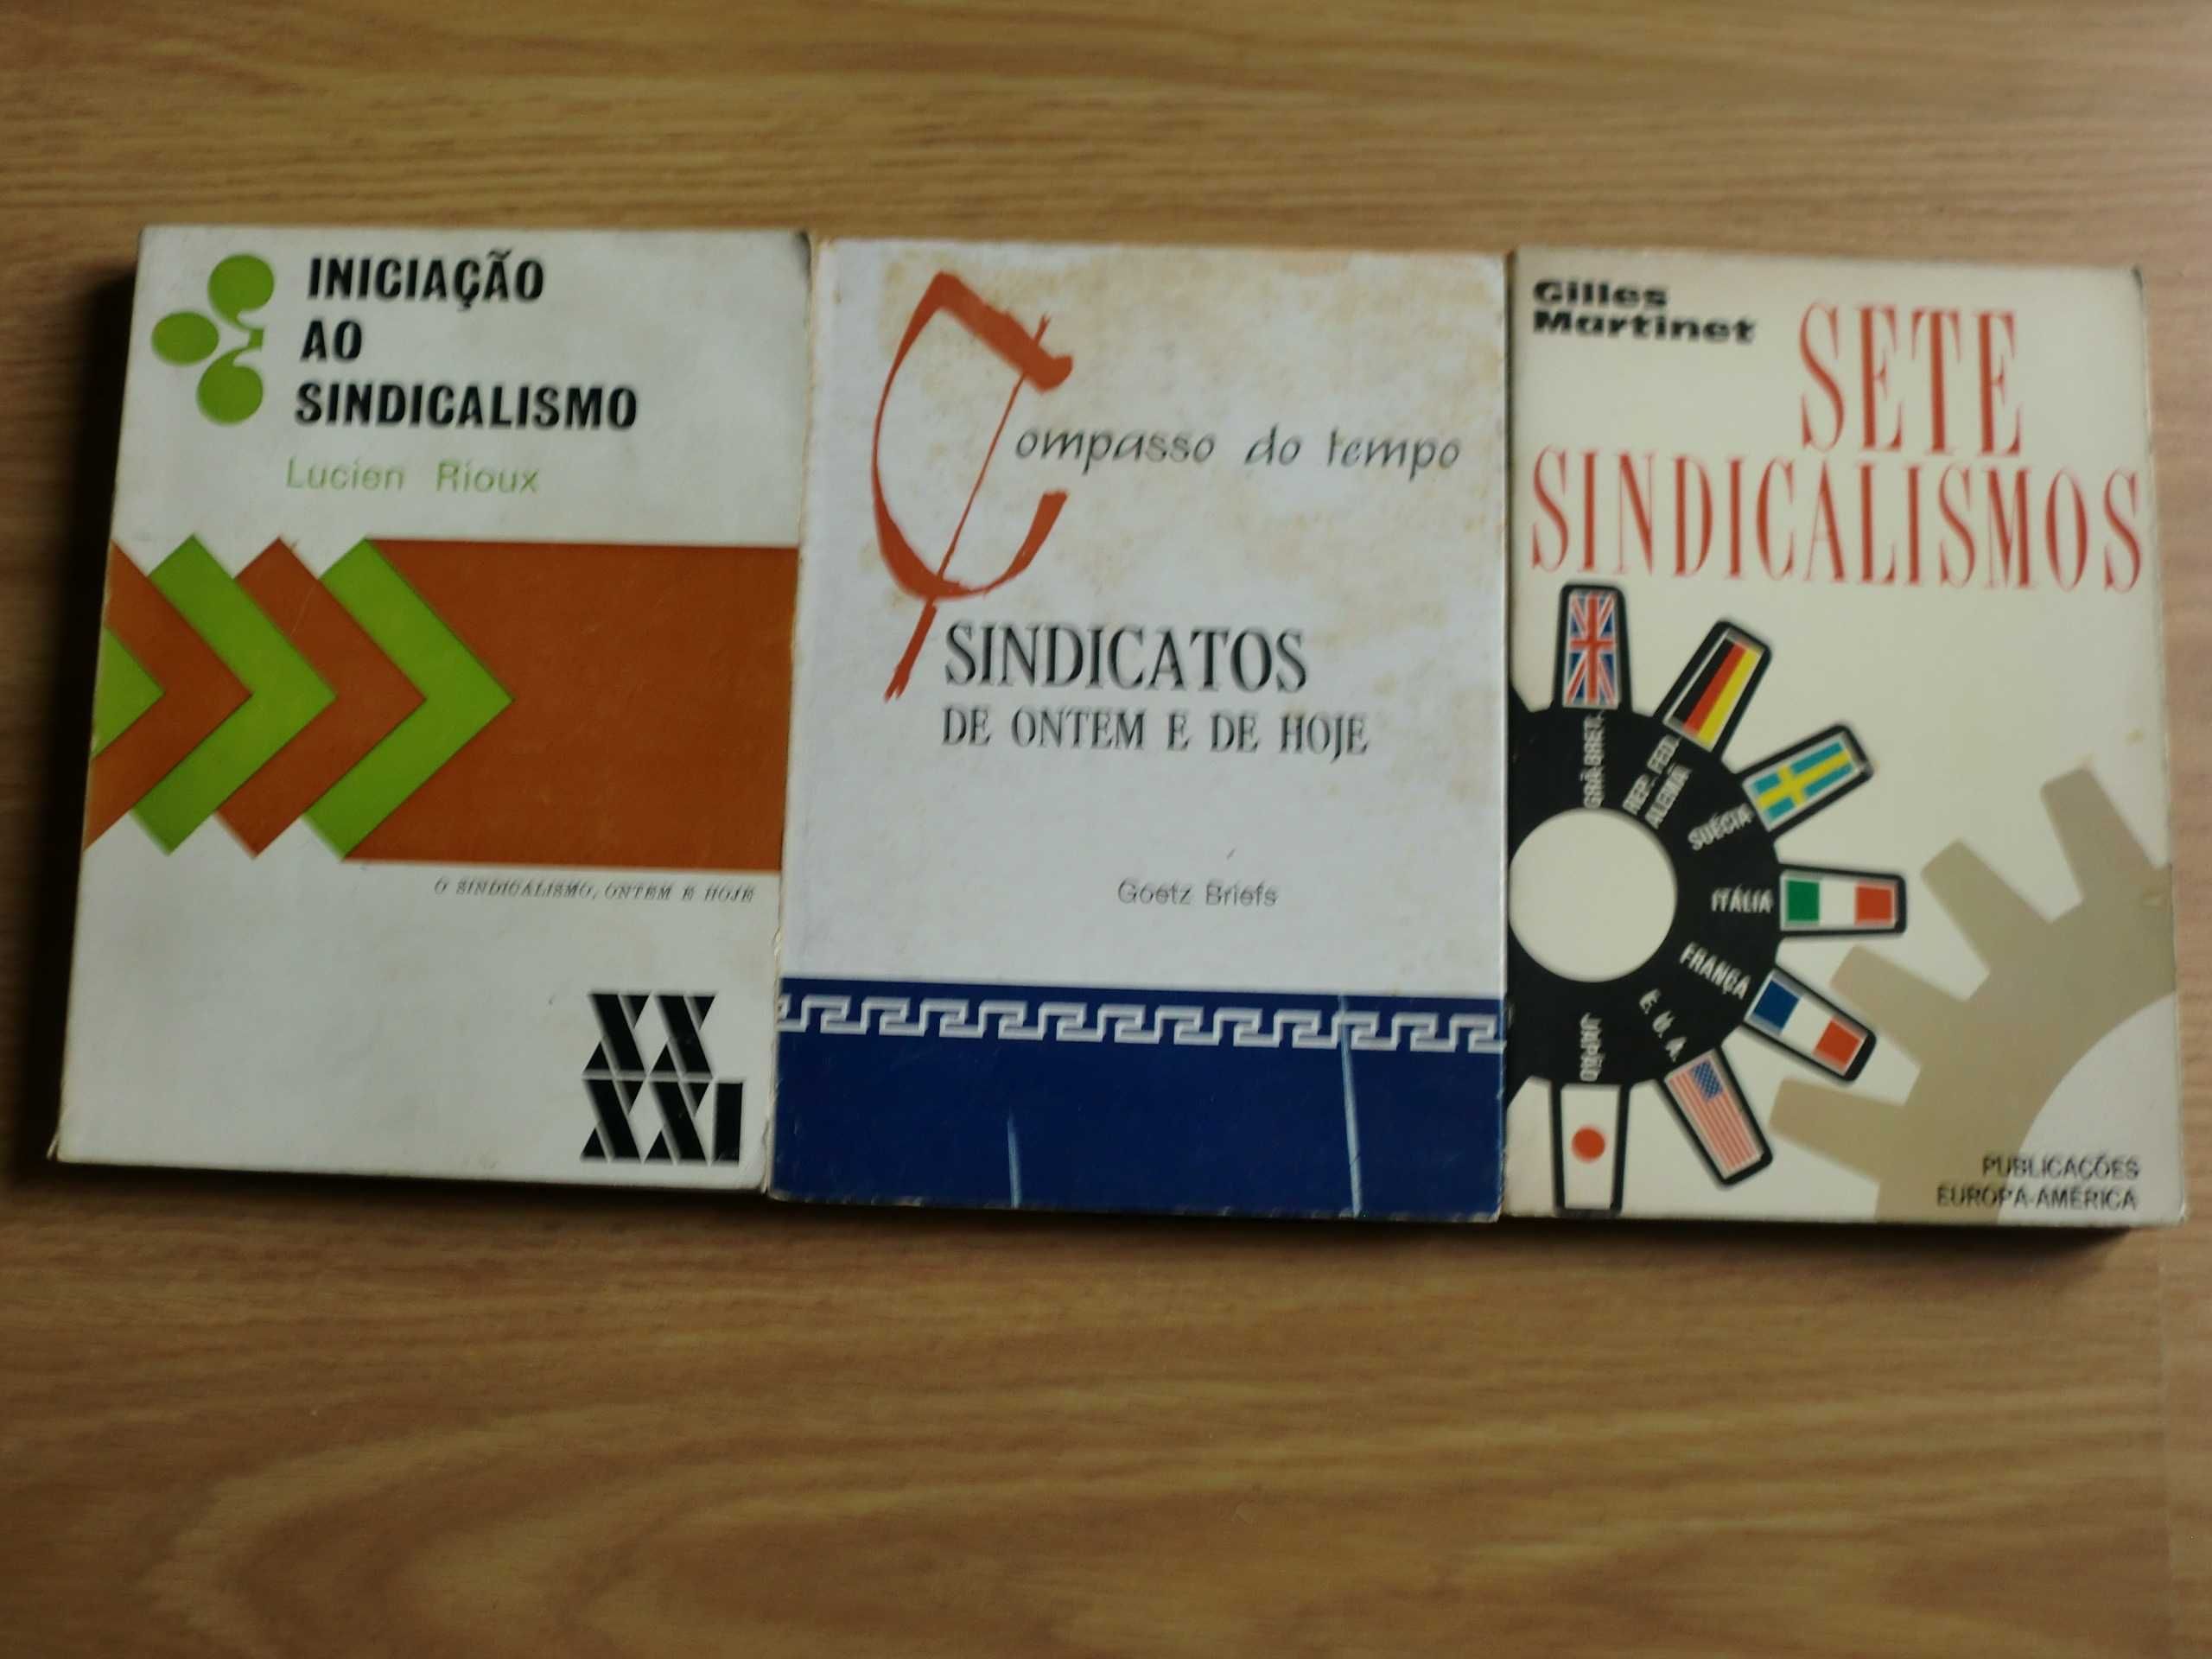 INICIAÇÃO
AO
SINDICALISMO
Lucien Rioux
O SINDICALISMO, ONTEM E HOJE
XX
XXI
Compasso do tempo
SINDICATOS
DE ONTEM E DE HOJE
Goetz Briefs
Gilles
Martinet
SETE
SINDICALISMOS
GRÃ-BRET.
REP. FED.
ALEMÃ
SUÉCIA
ITÁLIA
FRANÇA
E. U. A.
JAPÃO
PUBLICAÇÕES
EUROPA-AMÉRICA